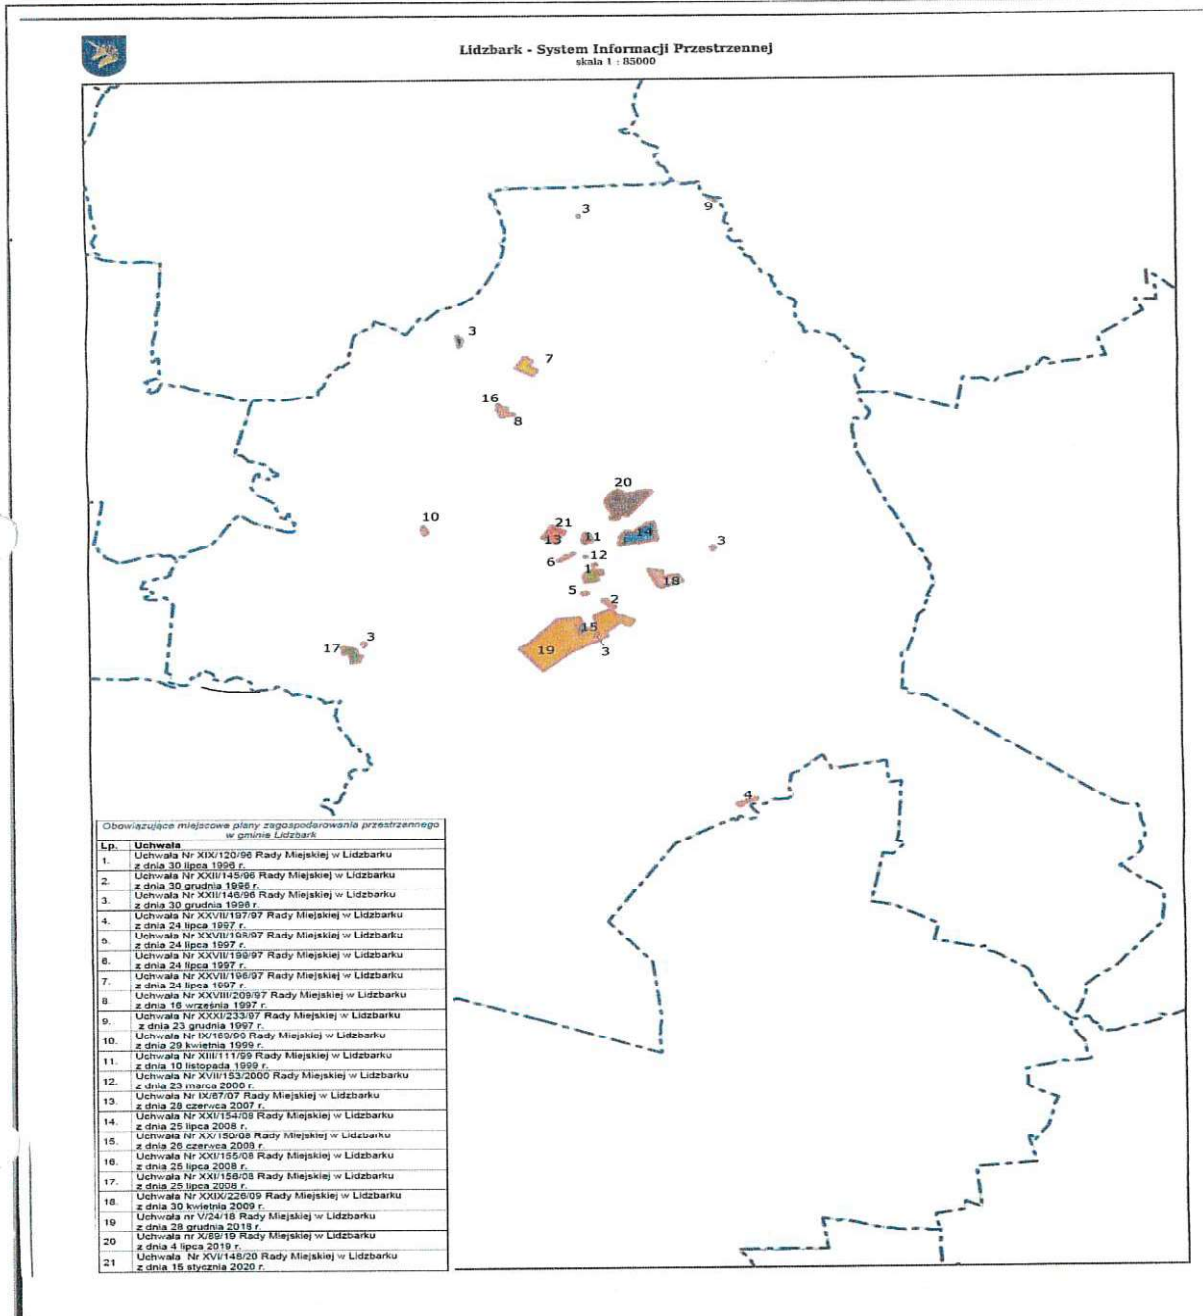 Lidzbark - System Informacji Przestrzennej
skala 1 : 85000
3
9
3
7
16
8
20
10
21
14
13
11
3
6
12
1
18
5
2
15
17
3
19
3
4
Obowiązujące miejscowe plany zagospodarowania przestrzennego
w gminie Lidzbark
Lp. Uchwała
1. Uchwała Nr XIX/120/96 Rady Miejskiej w Lidzbarku
z dnia 30 lipca 1996 r.
2. Uchwała Nr XXII/145/96 Rady Miejskiej w Lidzbarku
z dnia 30 grudnia 1996 r.
3. Uchwała Nr XXII/146/96 Rady Miejskiej w Lidzbarku
z dnia 30 grudnia 1996 r.
4. Uchwała Nr XXVII/197/97 Rady Miejskiej w Lidzbarku
z dnia 24 lipca 1997 r.
5. Uchwała Nr XXVII/198/97 Rady Miejskiej w Lidzbarku
z dnia 24 lipca 1997 r.
6. Uchwała Nr XXVII/199/97 Rady Miejskiej w Lidzbarku
z dnia 24 lipca 1997 r.
7. Uchwała Nr XXVII/196/97 Rady Miejskiej w Lidzbarku
z dnia 24 lipca 1997 r.
8. Uchwała Nr XXVIII/209/97 Rady Miejskiej w Lidzbarku
z dnia 16 września 1997 r.
9. Uchwała Nr XXXI/233/97 Rady Miejskiej w Lidzbarku
z dnia 23 grudnia 1997 r.
10. Uchwała Nr IX/169/99 Rady Miejskiej w Lidzbarku
z dnia 29 kwietnia 1999 r.
11. Uchwała Nr XIII/111/99 Rady Miejskiej w Lidzbarku
z dnia 10 listopada 1999 r.
12. Uchwała Nr XVII/153/2000 Rady Miejskiej w Lidzbarku
z dnia 23 marca 2000 r.
13. Uchwała Nr IX/67/07 Rady Miejskiej w Lidzbarku
z dnia 28 czerwca 2007 r.
14. Uchwała Nr XXI/154/08 Rady Miejskiej w Lidzbarku
z dnia 25 lipca 2008 r.
15. Uchwała Nr XX/150/08 Rady Miejskiej w Lidzbarku
z dnia 26 czerwca 2008 r.
16. Uchwała Nr XXI/155/08 Rady Miejskiej w Lidzbarku
z dnia 25 lipca 2008 r.
17. Uchwała Nr XXI/156/08 Rady Miejskiej w Lidzbarku
z dnia 25 lipca 2008 r.
18. Uchwała Nr XXIX/226/09 Rady Miejskiej w Lidzbarku
z dnia 30 kwietnia 2009 r.
19 Uchwała nr V/24/18 Rady Miejskiej w Lidzbarku
z dnia 28 grudnia 2018 r.
20 Uchwała nr X/89/19 Rady Miejskiej w Lidzbarku
z dnia 4 lipca 2019 r.
21 Uchwała Nr XVI/148/20 Rady Miejskiej w Lidzbarku
z dnia 15 stycznia 2020 r.